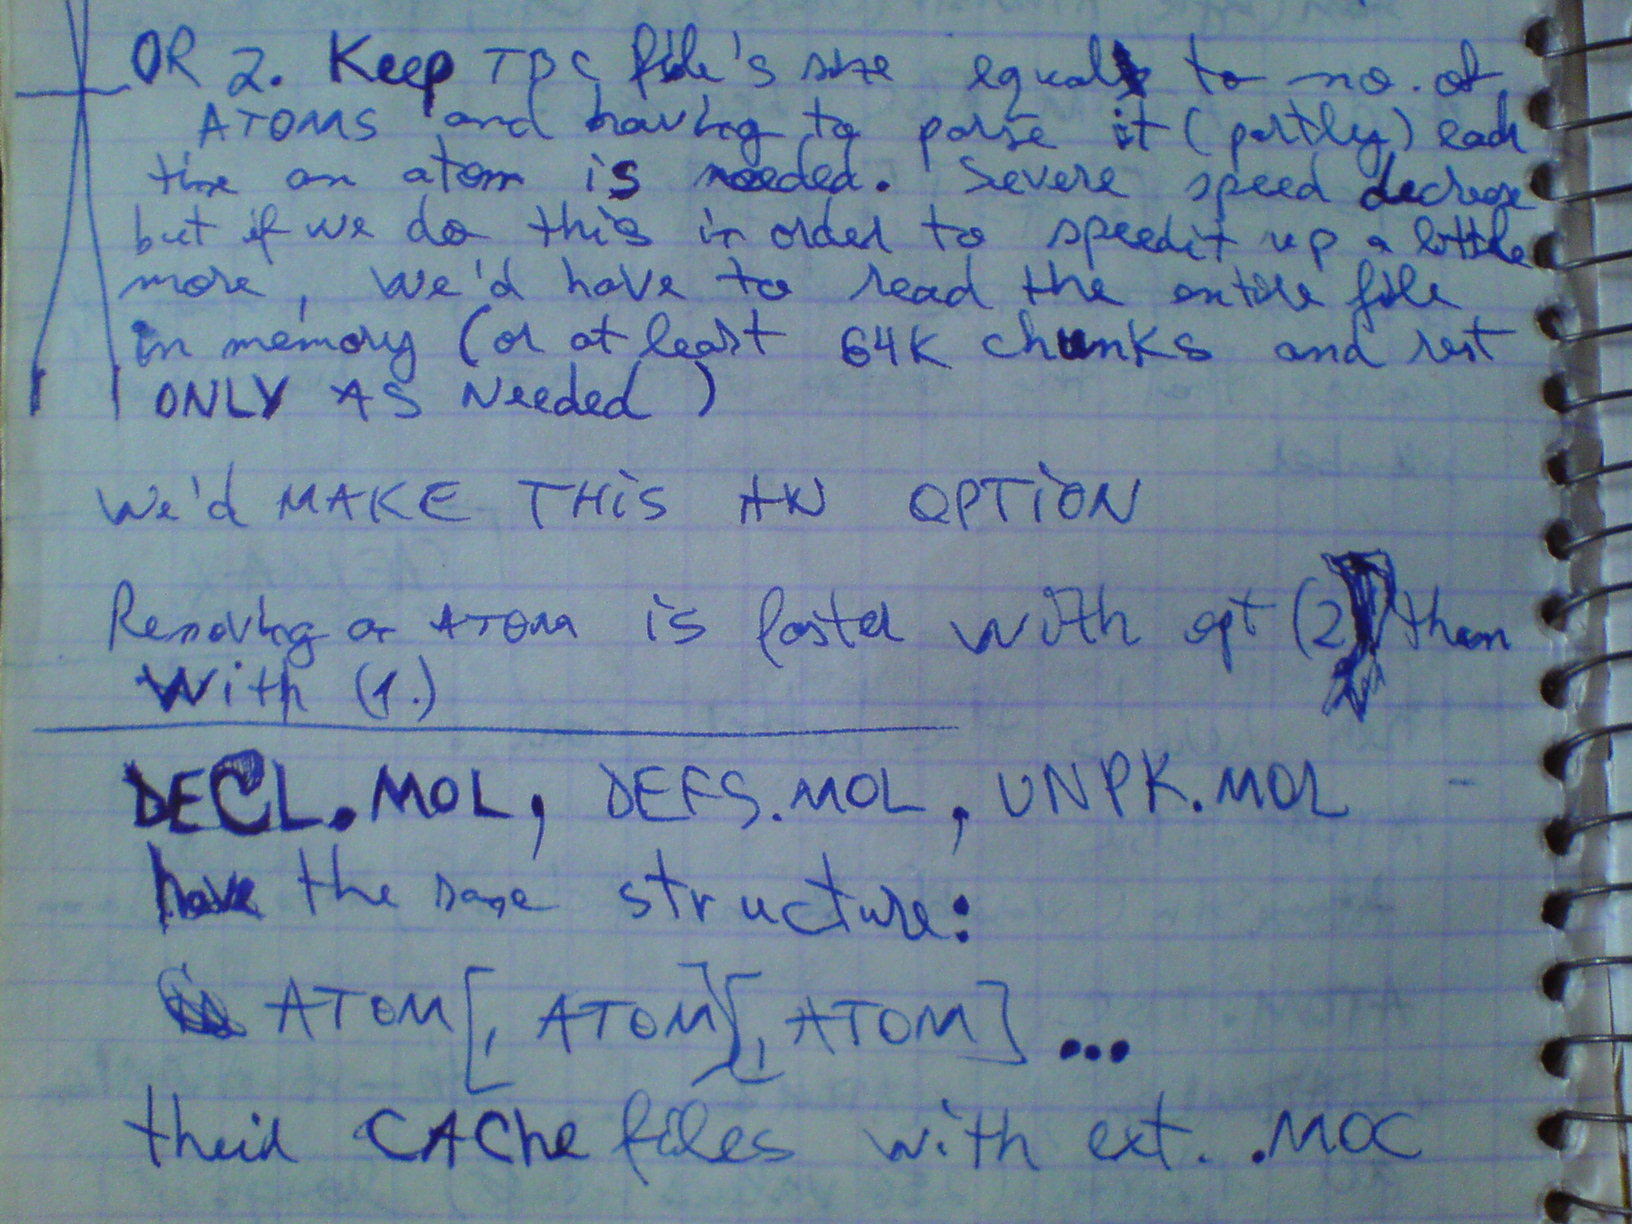 OR 2. Keep TBC file's size equal to no. of
ATOMS and having to parse it (partly) each
time an atom is needed. Severe speed decrease
but if we do this in order to speed it up a little
more, we'd have to read the entire file
in memory (or at least 64K chunks and rest
ONLY AS Needed)
We'd MAKE THIS AN OPTION
Removing an ATOM is faster with opt (2) than
With (1.)
DECL.MOL, DEFS.MOL, UNPK.MOL
have the same structure:
ATOM[, ATOM][, ATOM]...
their CAChe files with ext. .MOC